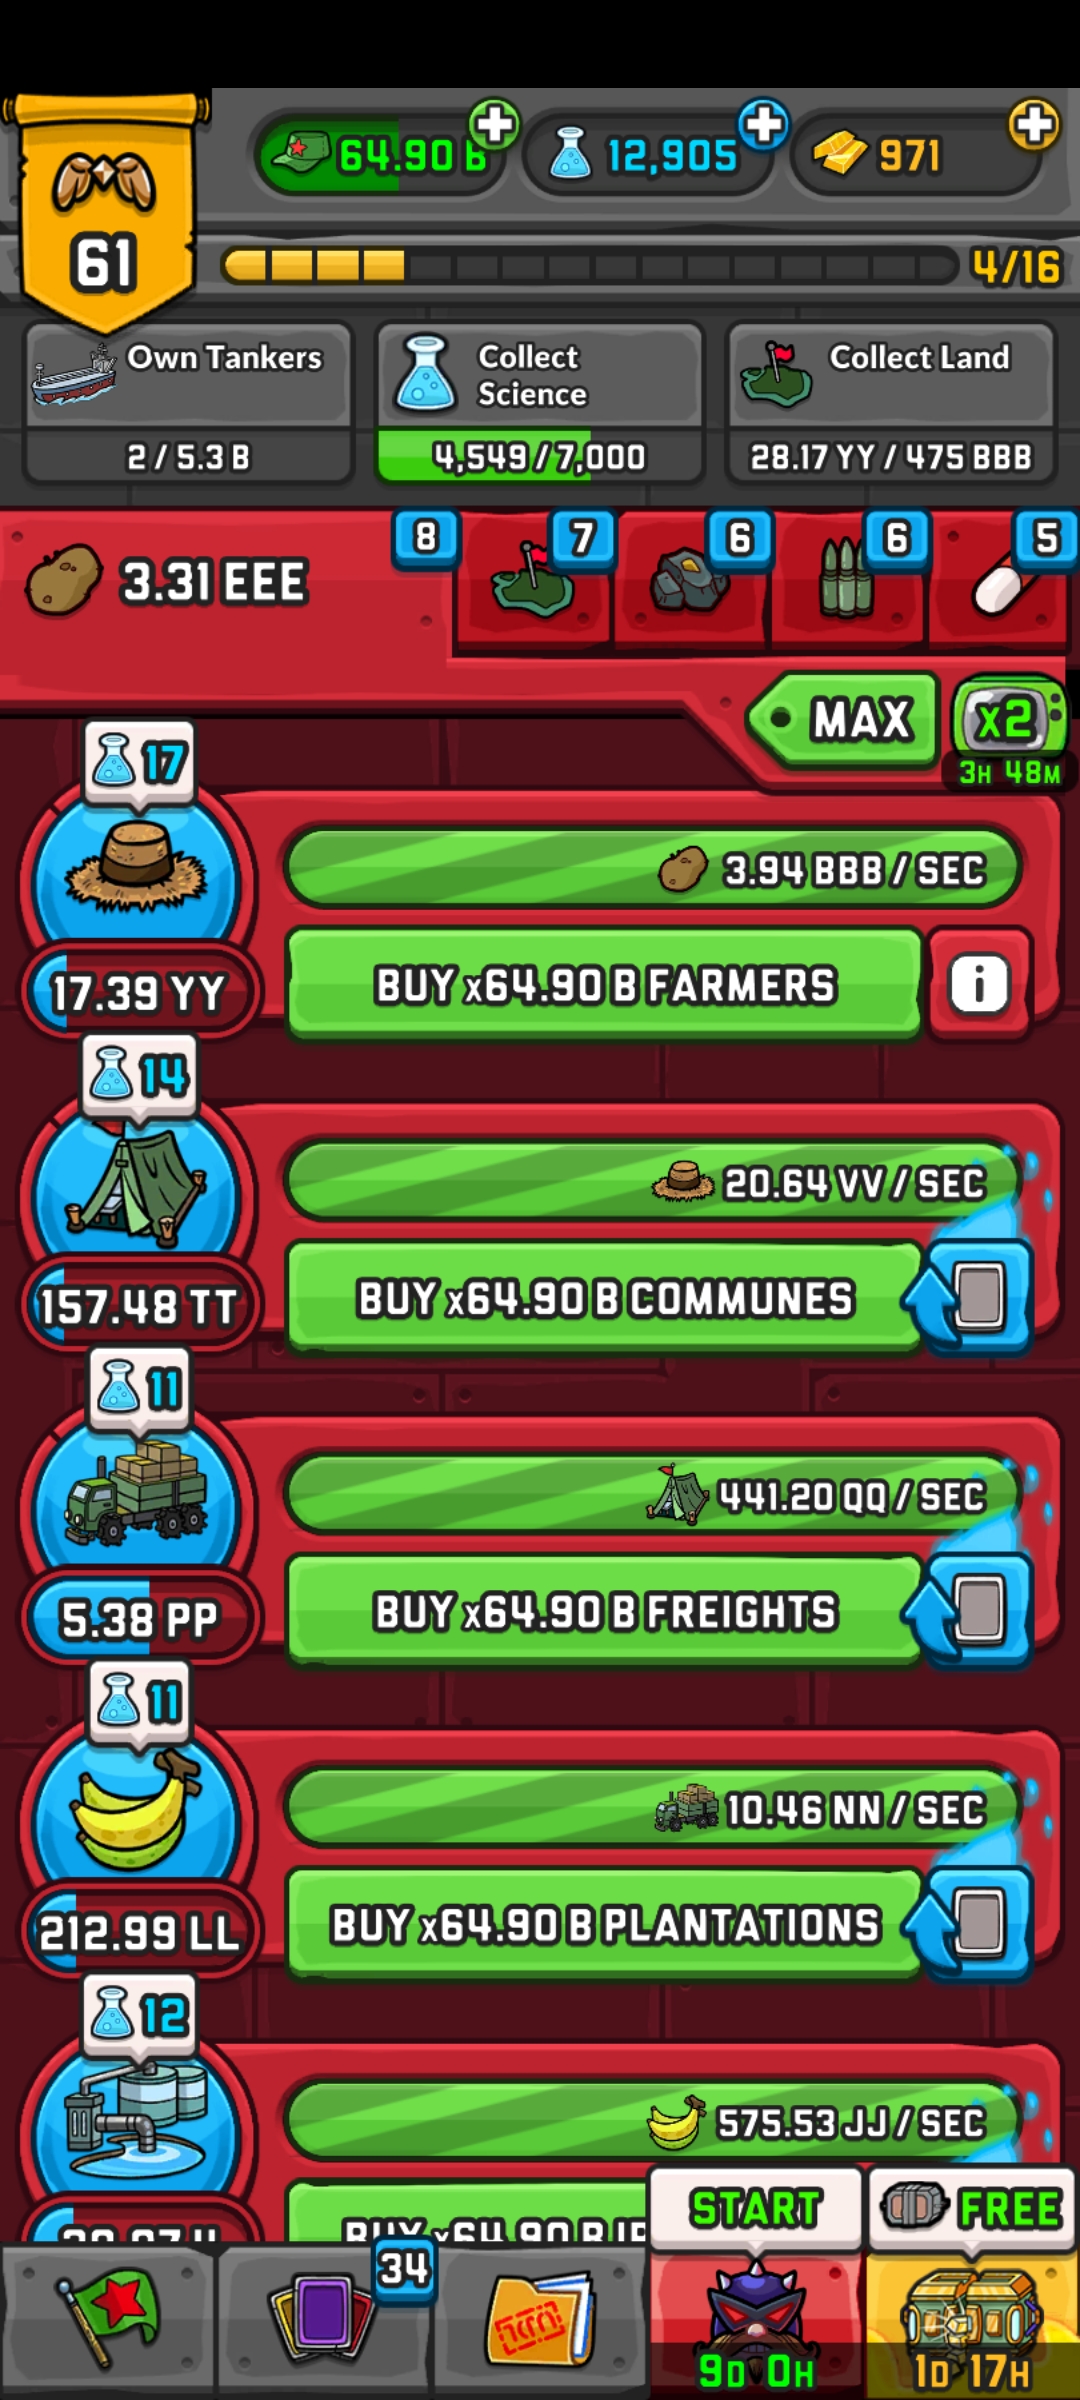 64.90 B
12,905
971
61
4/16
Own Tankers
2 / 5.3 B
Collect
Science
4,549 / 7,000
Collect Land
28.17 YY / 475 BBB
3.31 EEE
8
7
6
6
5
MAX
x2
3H 48M
17
3.94 BBB / SEC
17.39 YY
BUY x64.90 B FARMERS
i
14
20.64 VV / SEC
157.48 TT
BUY x64.90 B COMMUNES
11
441.20 QQ / SEC
5.38 PP
BUY x64.90 B FREIGHTS
11
10.46 NN / SEC
212.99 LL
BUY x64.90 B PLANTATIONS
12
575.53 JJ / SEC
BUY x64.90 B
START
FREE
34
9D 0H
1D 17H